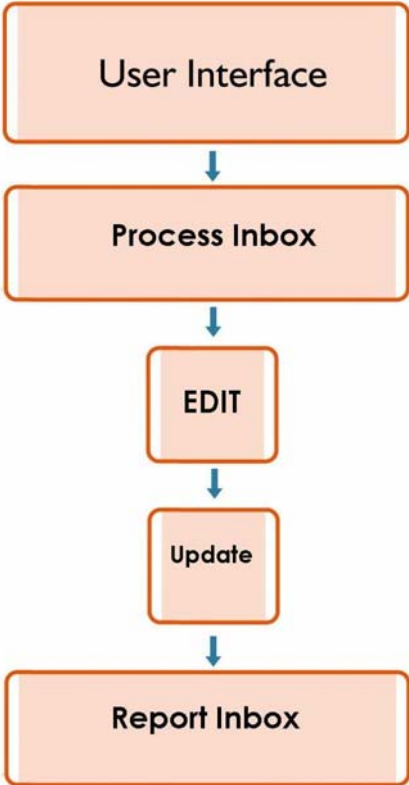 User Interface
Process Inbox
EDIT
Update
Report Inbox